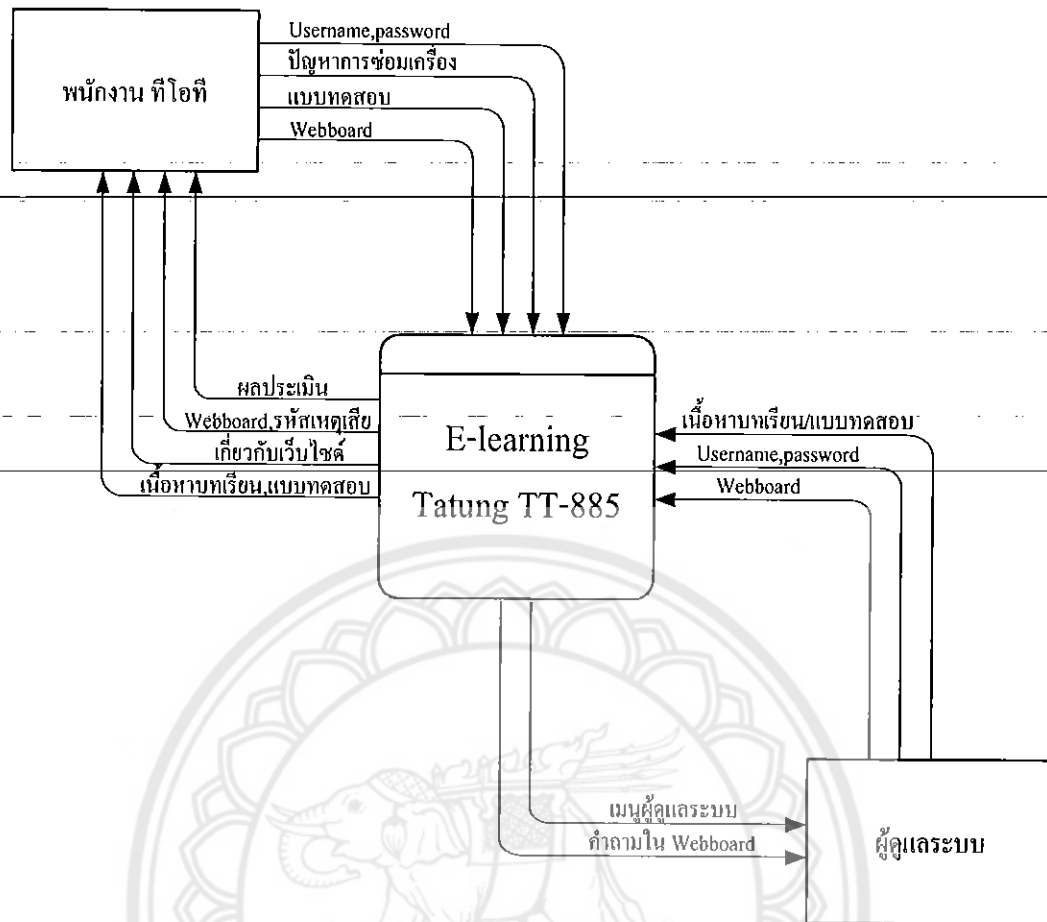 Username,password
ปัญหาการซ่อมเครื่อง
พนักงาน ทีโอที
แบบทดสอบ
Webboard
ผลประเมิน
Webboard,รหัสเหตุเสีย
เกี่ยวกับเว็บไซต์
เนื้อหาบทเรียน,แบบทดสอบ
E-learning
Tatung TT-885
เนื้อหาบทเรียน/แบบทดสอบ
Username,password
Webboard
เมนูผู้ดูแลระบบ
คำถามใน Webboard
ผู้ดูแลระบบ